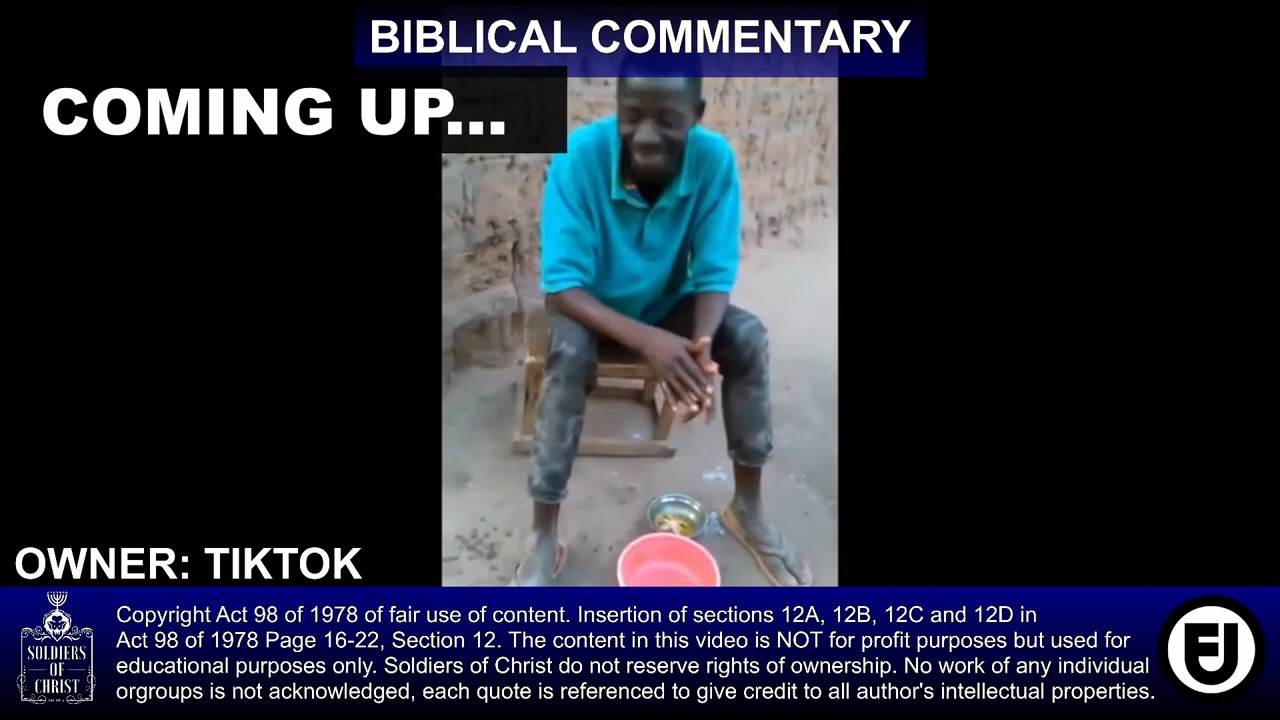 BIBLICAL COMMENTARY
COMING UP...
OWNER: TIKTOK
Copyright Act 98 of 1978 of fair use of content. Insertion of sections 12A, 12B, 12C and 12D in
Act 98 of 1978 Page 16-22, Section 12. The content in this video is NOT for profit purposes but used for
educational purposes only. Soldiers of Christ do not reserve rights of ownership. No work of any individual
orgroups is not acknowledged, each quote is referenced to give credit to all author's intellectual properties.
SOLDIERS
OF
CHRIST
FJ